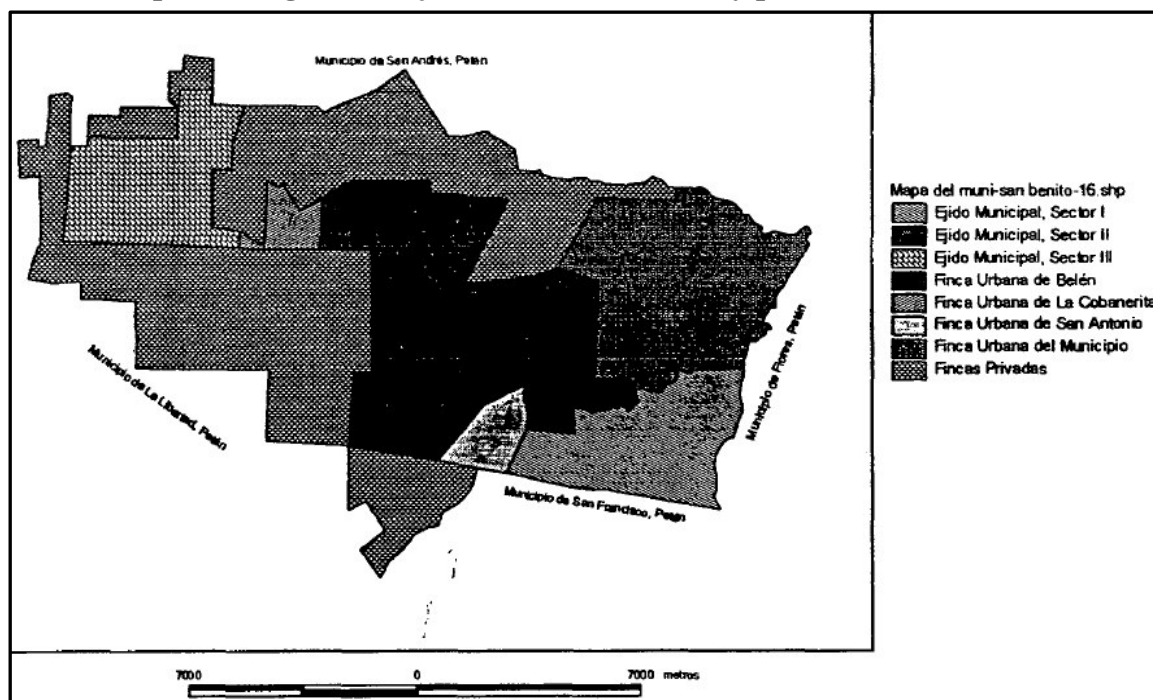 Municipio de San Andrés, Petén
Municipio de La Libertad, Petén
Municipio de Flores, Petén
Municipio de San Francisco, Petén
Mapa del muni-san benito-16.shp
Ejido Municipal, Sector I
Ejido Municipal, Sector II
Ejido Municipal, Sector III
Finca Urbana de Belén
Finca Urbana de La Cobanerita
Finca Urbana de San Antonio
Finca Urbana del Municipio
Fincas Privadas
7000 0 7000 metros